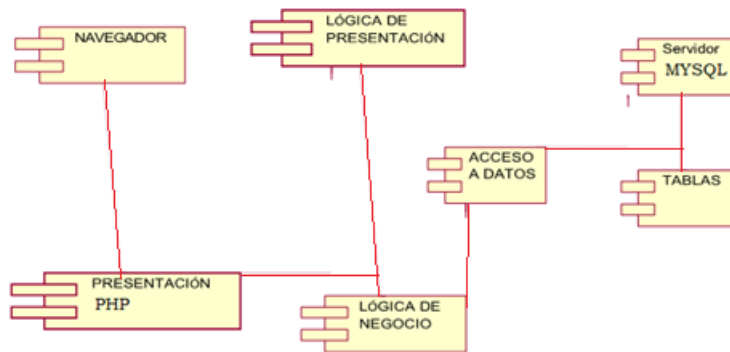 NAVEGADOR
LÓGICA DE
PRESENTACIÓN
Servidor
MYSQL
ACCESO
A DATOS
TABLAS
PRESENTACIÓN
PHP
LÓGICA DE
NEGOCIO